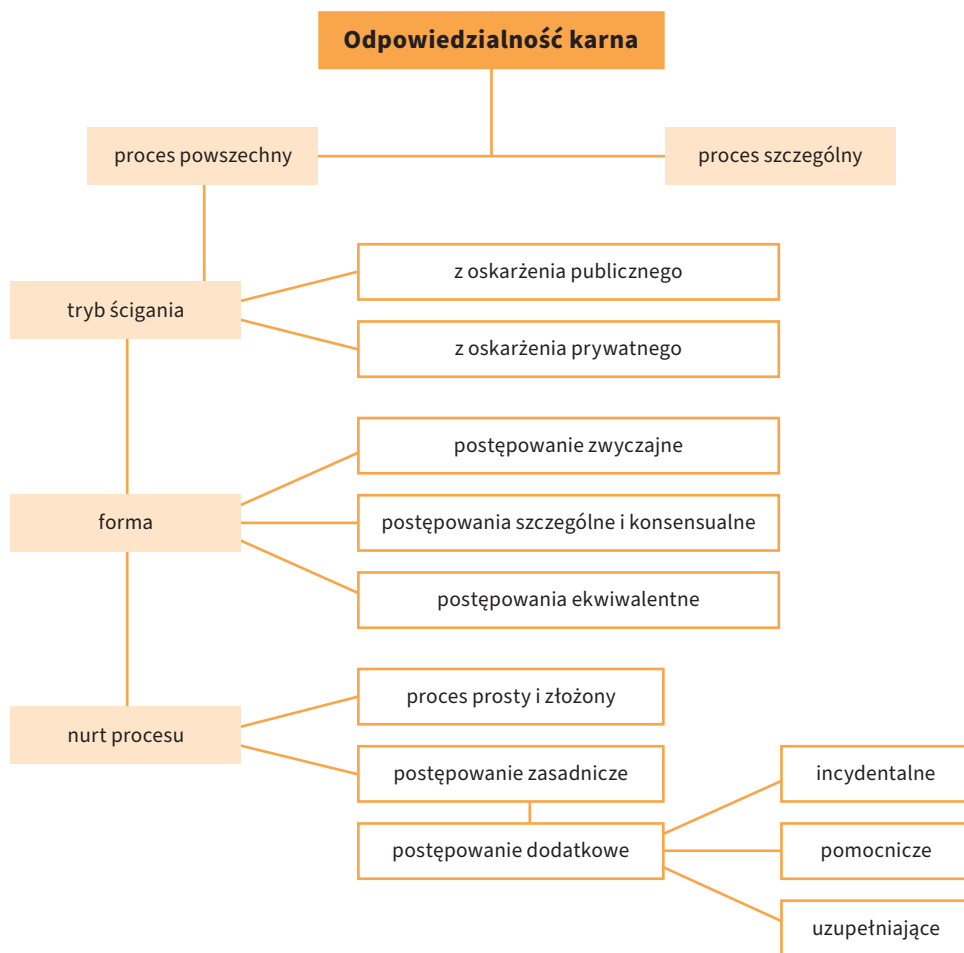 Odpowiedzialność karna
proces powszechny
proces szczególny
tryb ścigania
z oskarżenia publicznego
z oskarżenia prywatnego
forma
postępowanie zwyczajne
postępowania szczególne i konsensualne
postępowania ekwiwalentne
nurt procesu
proces prosty i złożony
postępowanie zasadnicze
postępowanie dodatkowe
incydentalne
pomocnicze
uzupełniające